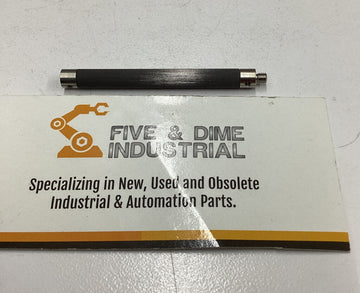 FIVE & DIME
INDUSTRIAL
Specializing in New, Used and Obsolete
Industrial & Automation Parts.